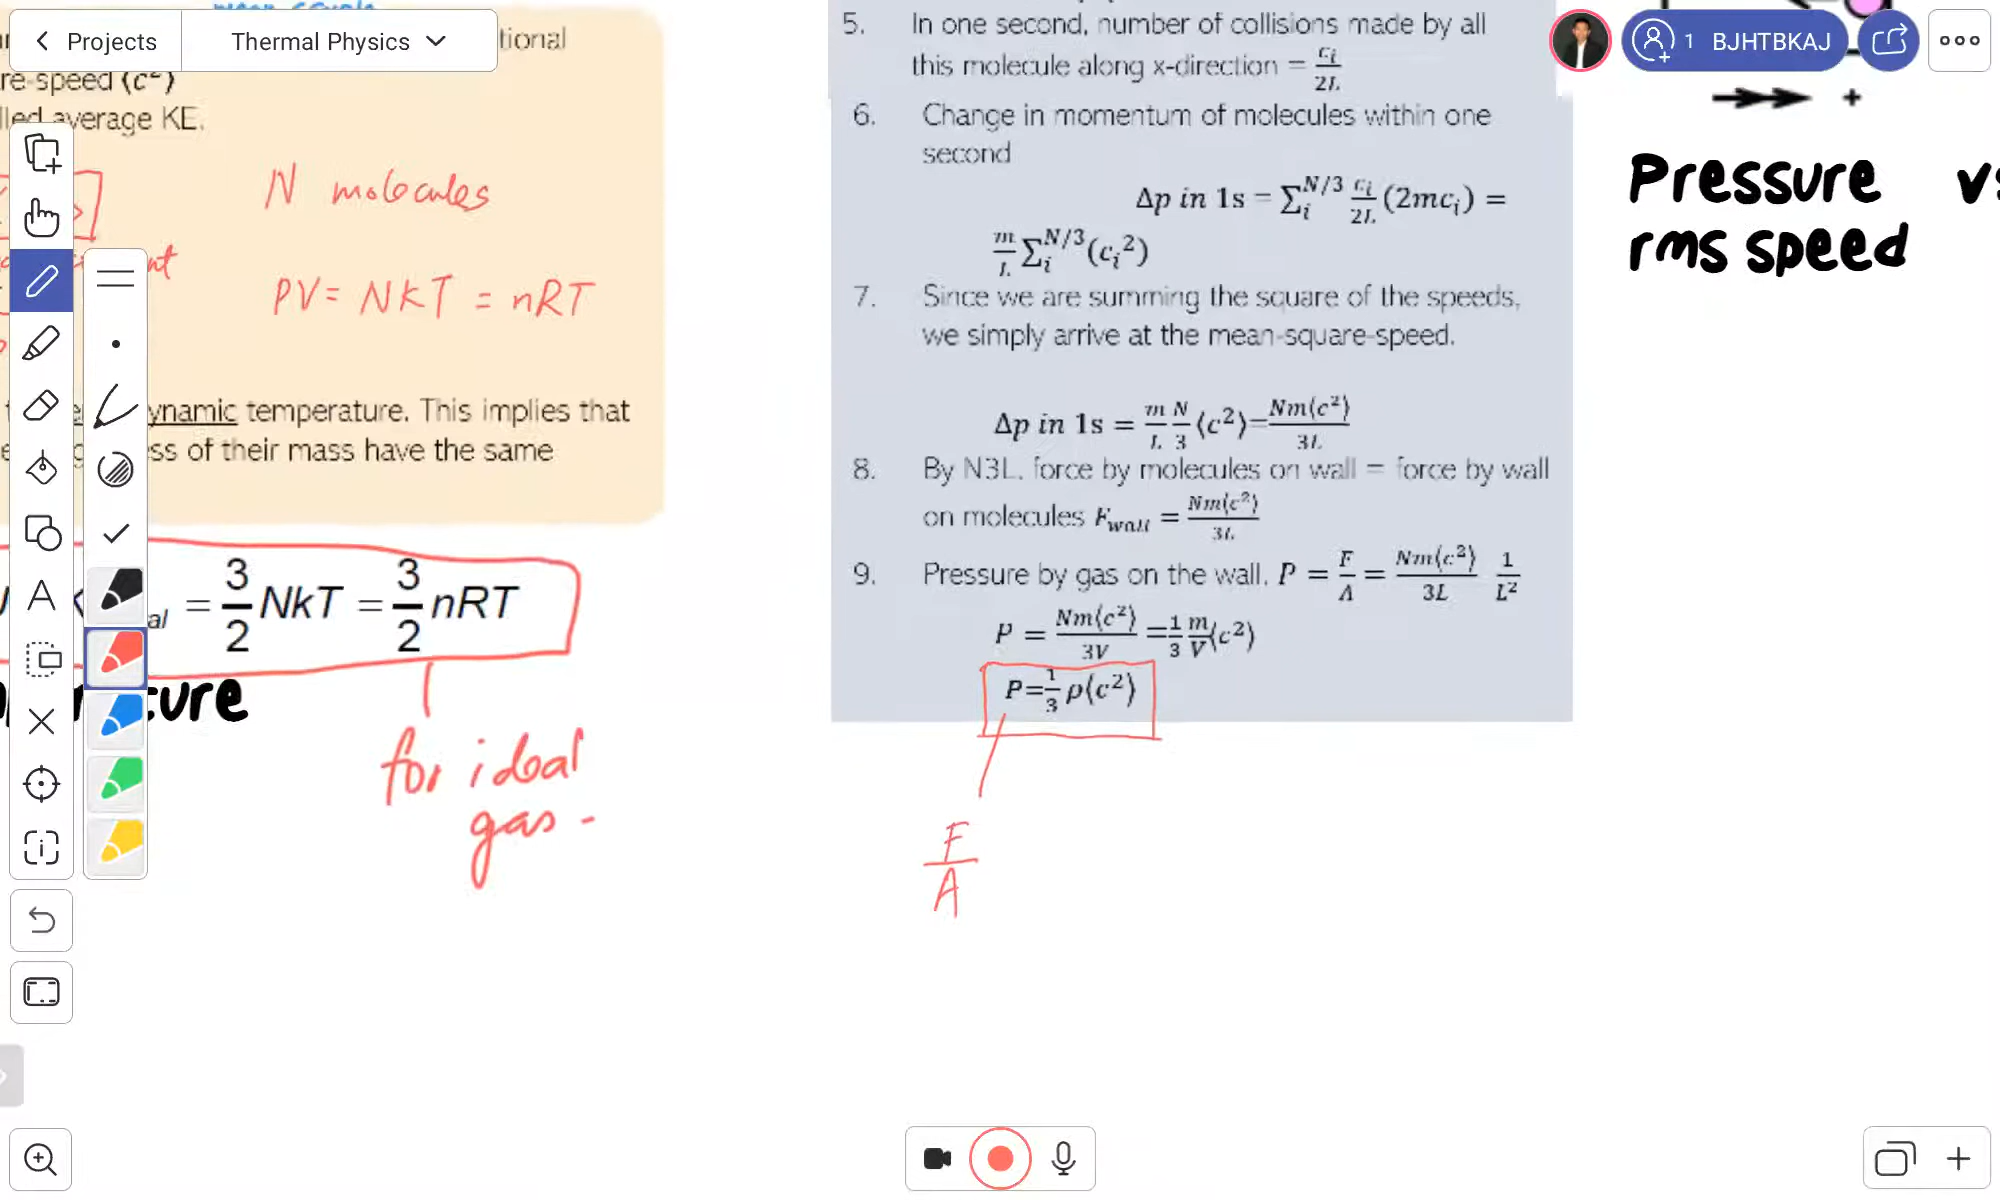 Projects
Thermal Physics
tional
re-speed ⟨c²⟩
lled average KE.
N molecules
PV = NkT = nRT
ynamic temperature. This implies that
ss of their mass have the same
= 3/2 NkT = 3/2 nRT
for ideal
gas -
5. In one second, number of collisions made by all
this molecule along x-direction = cᵢ/2L
6. Change in momentum of molecules within one
second
Δp in 1s = ∑ᵢ^N/3 cᵢ/2L (2mcᵢ) =
m/L ∑ᵢ^N/3 (cᵢ²)
7. Since we are summing the square of the speeds,
we simply arrive at the mean-square-speed.
Δp in 1s = m/L N/3 ⟨c²⟩ = Nm⟨c²⟩/3L
8. By N3L, force by molecules on wall = force by wall
on molecules F_wall = Nm⟨c²⟩/3L
9. Pressure by gas on the wall, P = F/A = Nm⟨c²⟩/3L 1/L²
P = Nm⟨c²⟩/3V = 1/3 m/V ⟨c²⟩
P = 1/3 ρ⟨c²⟩
F/A
1 BJHTBKAJ
+
Pressure vs
rms speed